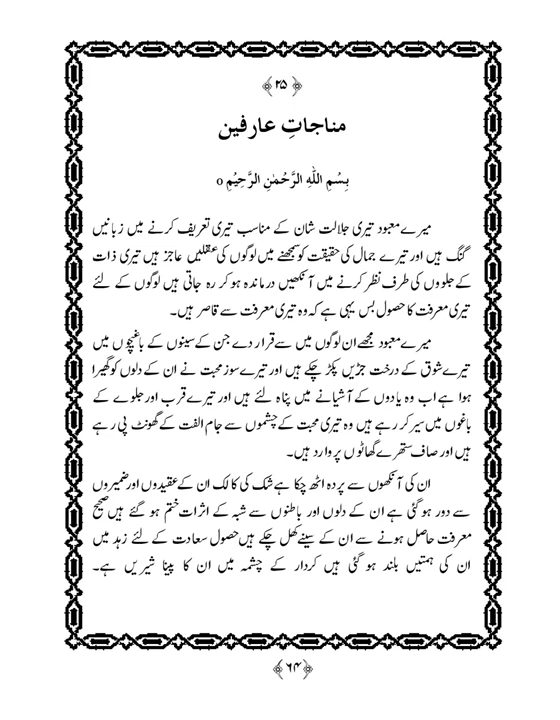 ﴿۲۵﴾
مناجاتِ عارفین
بِسْمِ اللّٰهِ الرَّحْمٰنِ الرَّحِیْمِ o
میرے معبود تیری جلالت شان کے مناسب تیری تعریف کرنے میں زبانیں
گنگ ہیں اور تیرے جمال کی حقیقت کو سمجھنے میں لوگوں کی عقلیں عاجز ہیں تیری ذات
کے جلووں کی طرف نظر کرنے میں آنکھیں درماندہ ہو کر رہ جاتی ہیں لوگوں کے لئے
تیری معرفت کا حصول بس یہی ہے کہ وہ تیری معرفت سے قاصر ہیں۔
میرے معبود مجھے ان لوگوں میں سے قرار دے جن کے سینوں کے باغیچوں میں
تیرے شوق کے درخت جڑیں پکڑ چکے ہیں اور تیرے سوز محبت نے ان کے دلوں کو گھیرا
ہوا ہے اب وہ یادوں کے آشیانے میں پناہ لئے ہیں اور تیرے قرب اور جلوے کے
باغوں میں سیر کر رہے ہیں وہ تیری محبت کے چشموں سے جام الفت کے گھونٹ پی رہے
ہیں اور صاف ستھرے گھاٹوں پر وارد ہیں۔
ان کی آنکھوں سے پردہ اٹھ چکا ہے شک کی کالک ان کے عقیدوں اور ضمیروں
سے دور ہو گئی ہے ان کے دلوں اور باطنوں سے شبہ کے اثرات ختم ہو گئے ہیں صحیح
معرفت حاصل ہونے سے ان کے سینے کھل چکے ہیں حصول سعادت کے لئے زہد میں
ان کی ہمتیں بلند ہو گئی ہیں کردار کے چشمہ میں ان کا پینا شیریں ہے۔
﴿۶۴﴾